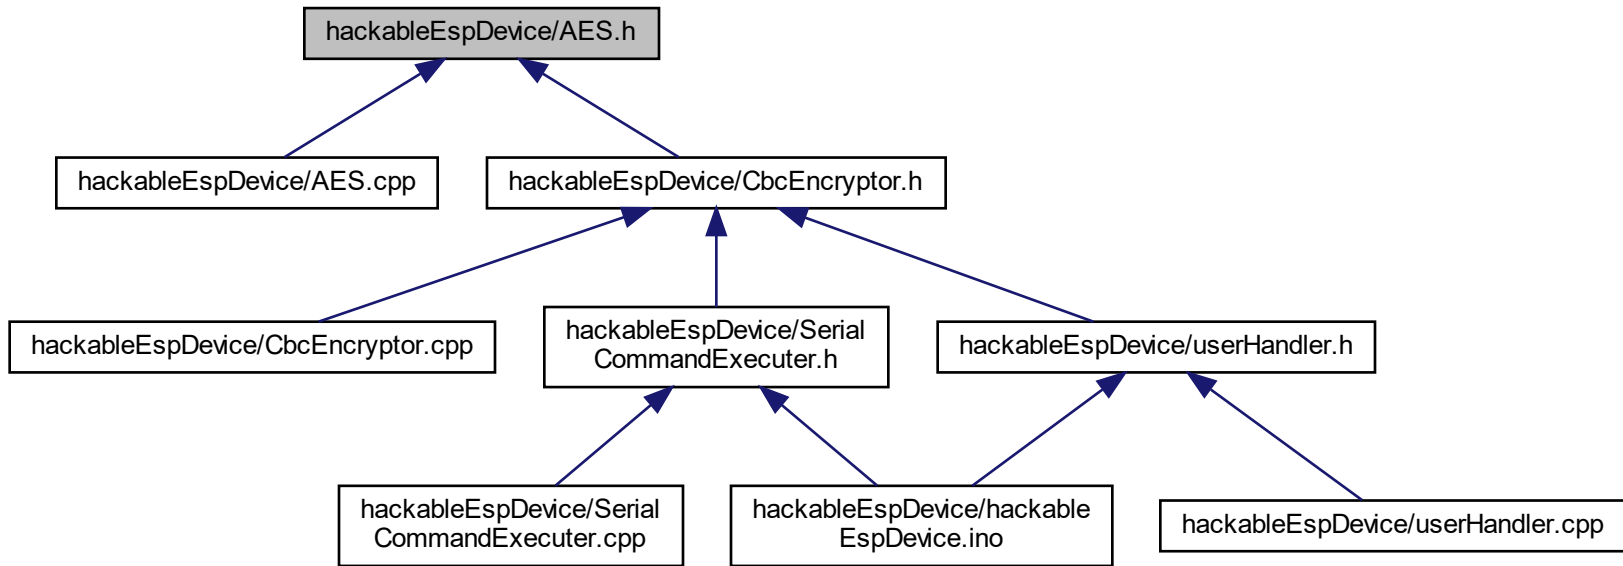 hackableEspDevice/AES.h
hackableEspDevice/AES.cpp
hackableEspDevice/CbcEncryptor.h
hackableEspDevice/CbcEncryptor.cpp
hackableEspDevice/Serial
CommandExecuter.h
hackableEspDevice/userHandler.h
hackableEspDevice/Serial
CommandExecuter.cpp
hackableEspDevice/hackable
EspDevice.ino
hackableEspDevice/userHandler.cpp